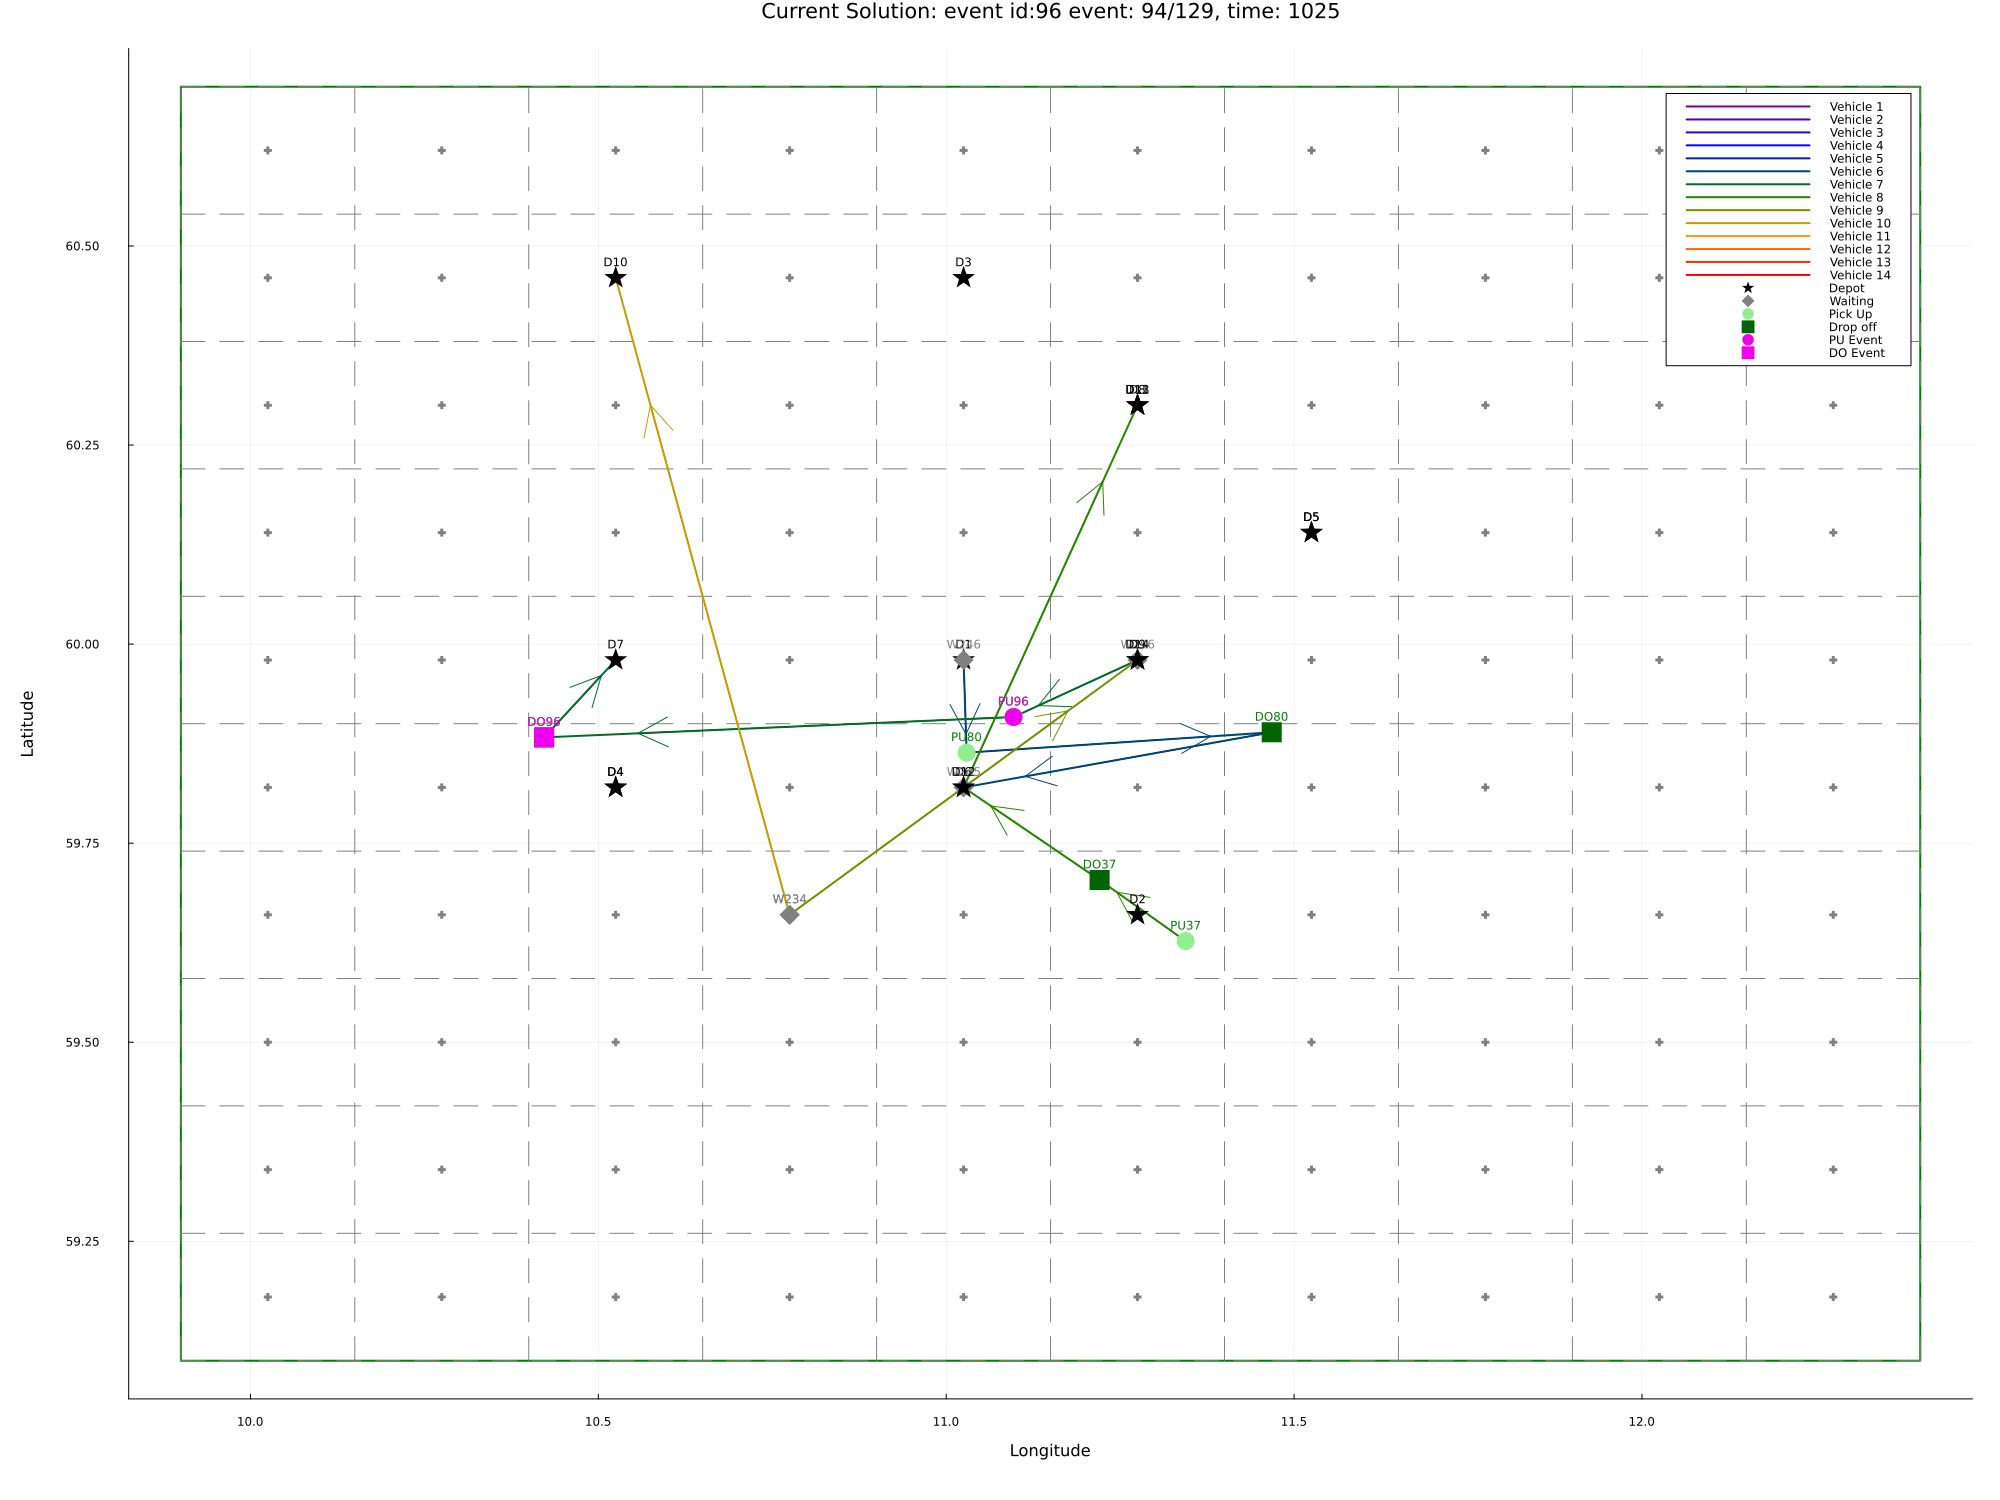 Current Solution: event id:96 event: 94/129, time: 1025
Vehicle 1
Vehicle 2
Vehicle 3
Vehicle 4
Vehicle 5
Vehicle 6
Vehicle 7
Vehicle 8
Vehicle 9
Vehicle 10
Vehicle 11
Vehicle 12
Vehicle 13
Vehicle 14
Depot
Waiting
Pick Up
Drop off
PU Event
DO Event
60.50
D10
D3
60.25
D5
60.00
D7
D1
PU96
DO96
DO80
PU80
Latitude
D4
59.75
DO37
W234
D2
PU37
59.50
59.25
10.0
10.5
11.0
11.5
12.0
Longitude